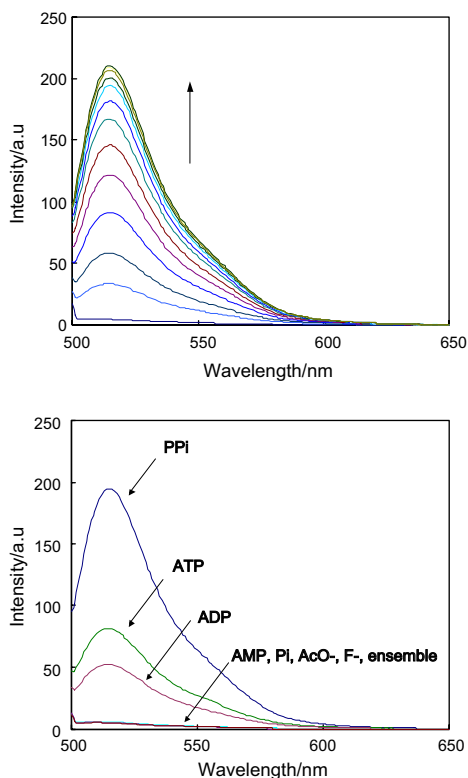 250
200
150
100
50
0
Intensity/a.u
500 550 600 650
Wavelength/nm
250
200
150
100
50
0
Intensity/a.u
PPi
ATP
ADP
AMP, Pi, AcO-, F-, ensemble
500 550 600 650
Wavelength/nm